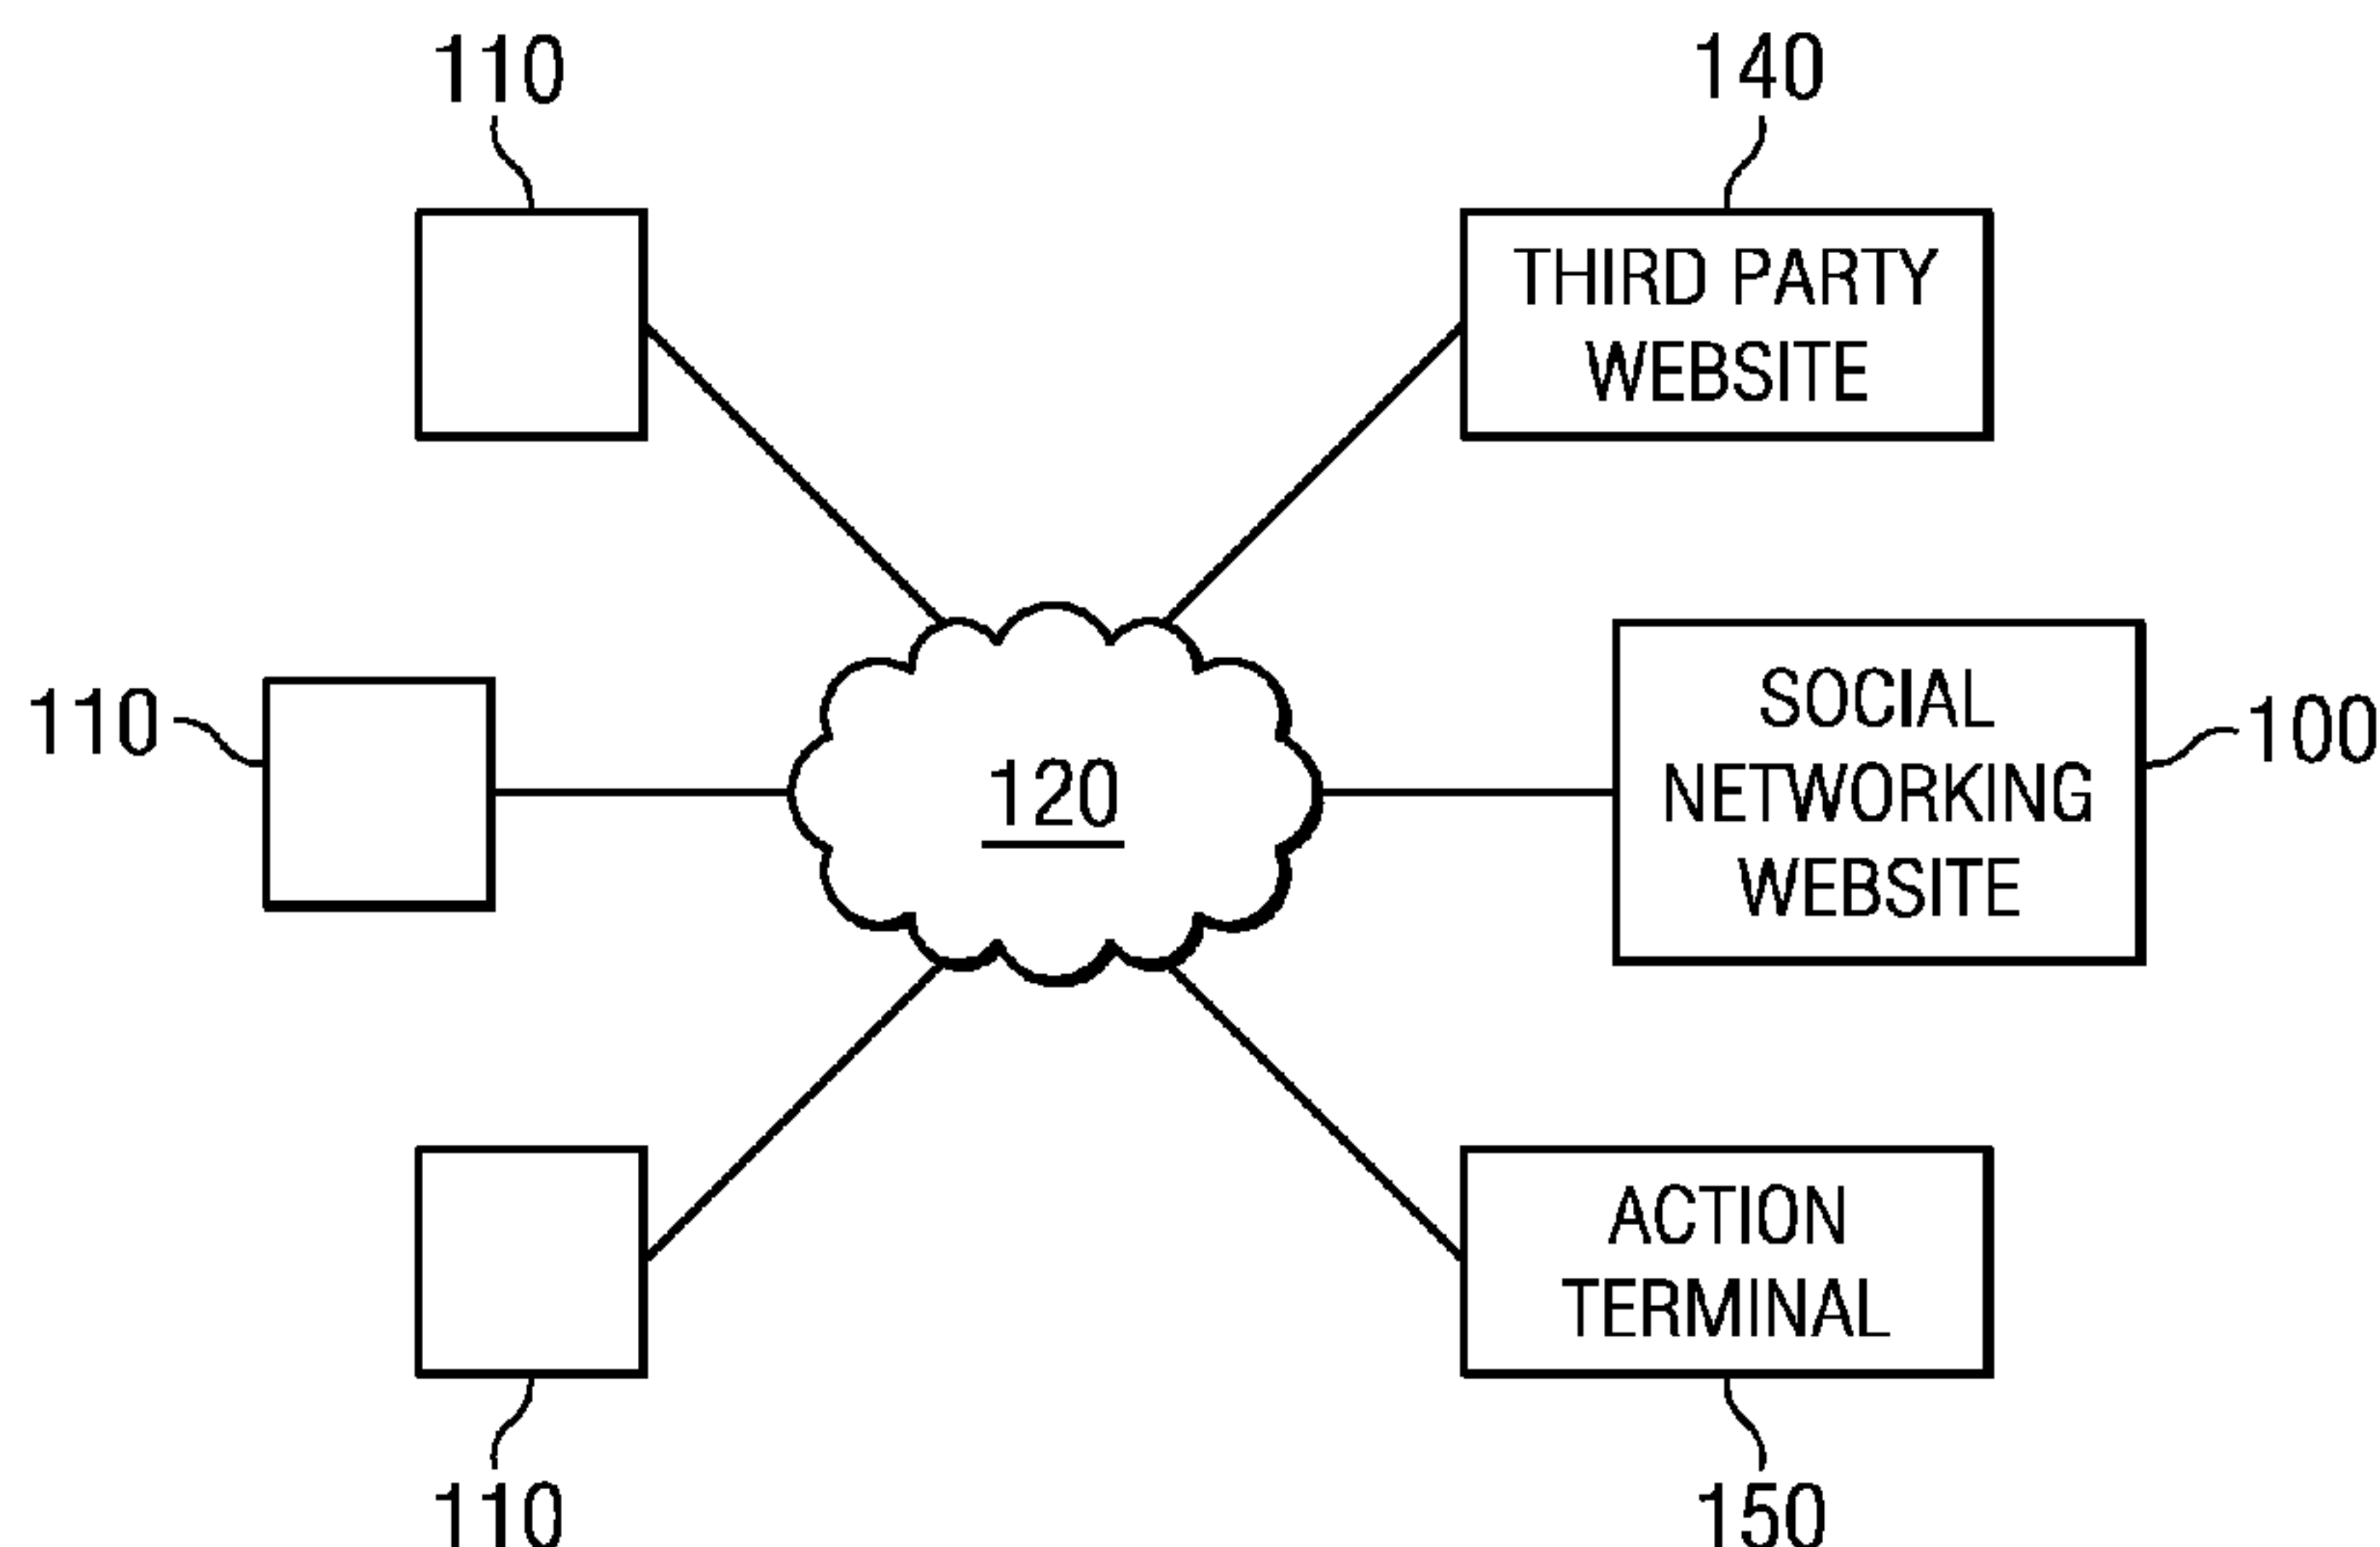 110
140
THIRD PARTY
WEBSITE
110
120
SOCIAL
NETWORKING
WEBSITE
100
ACTION
TERMINAL
110
150